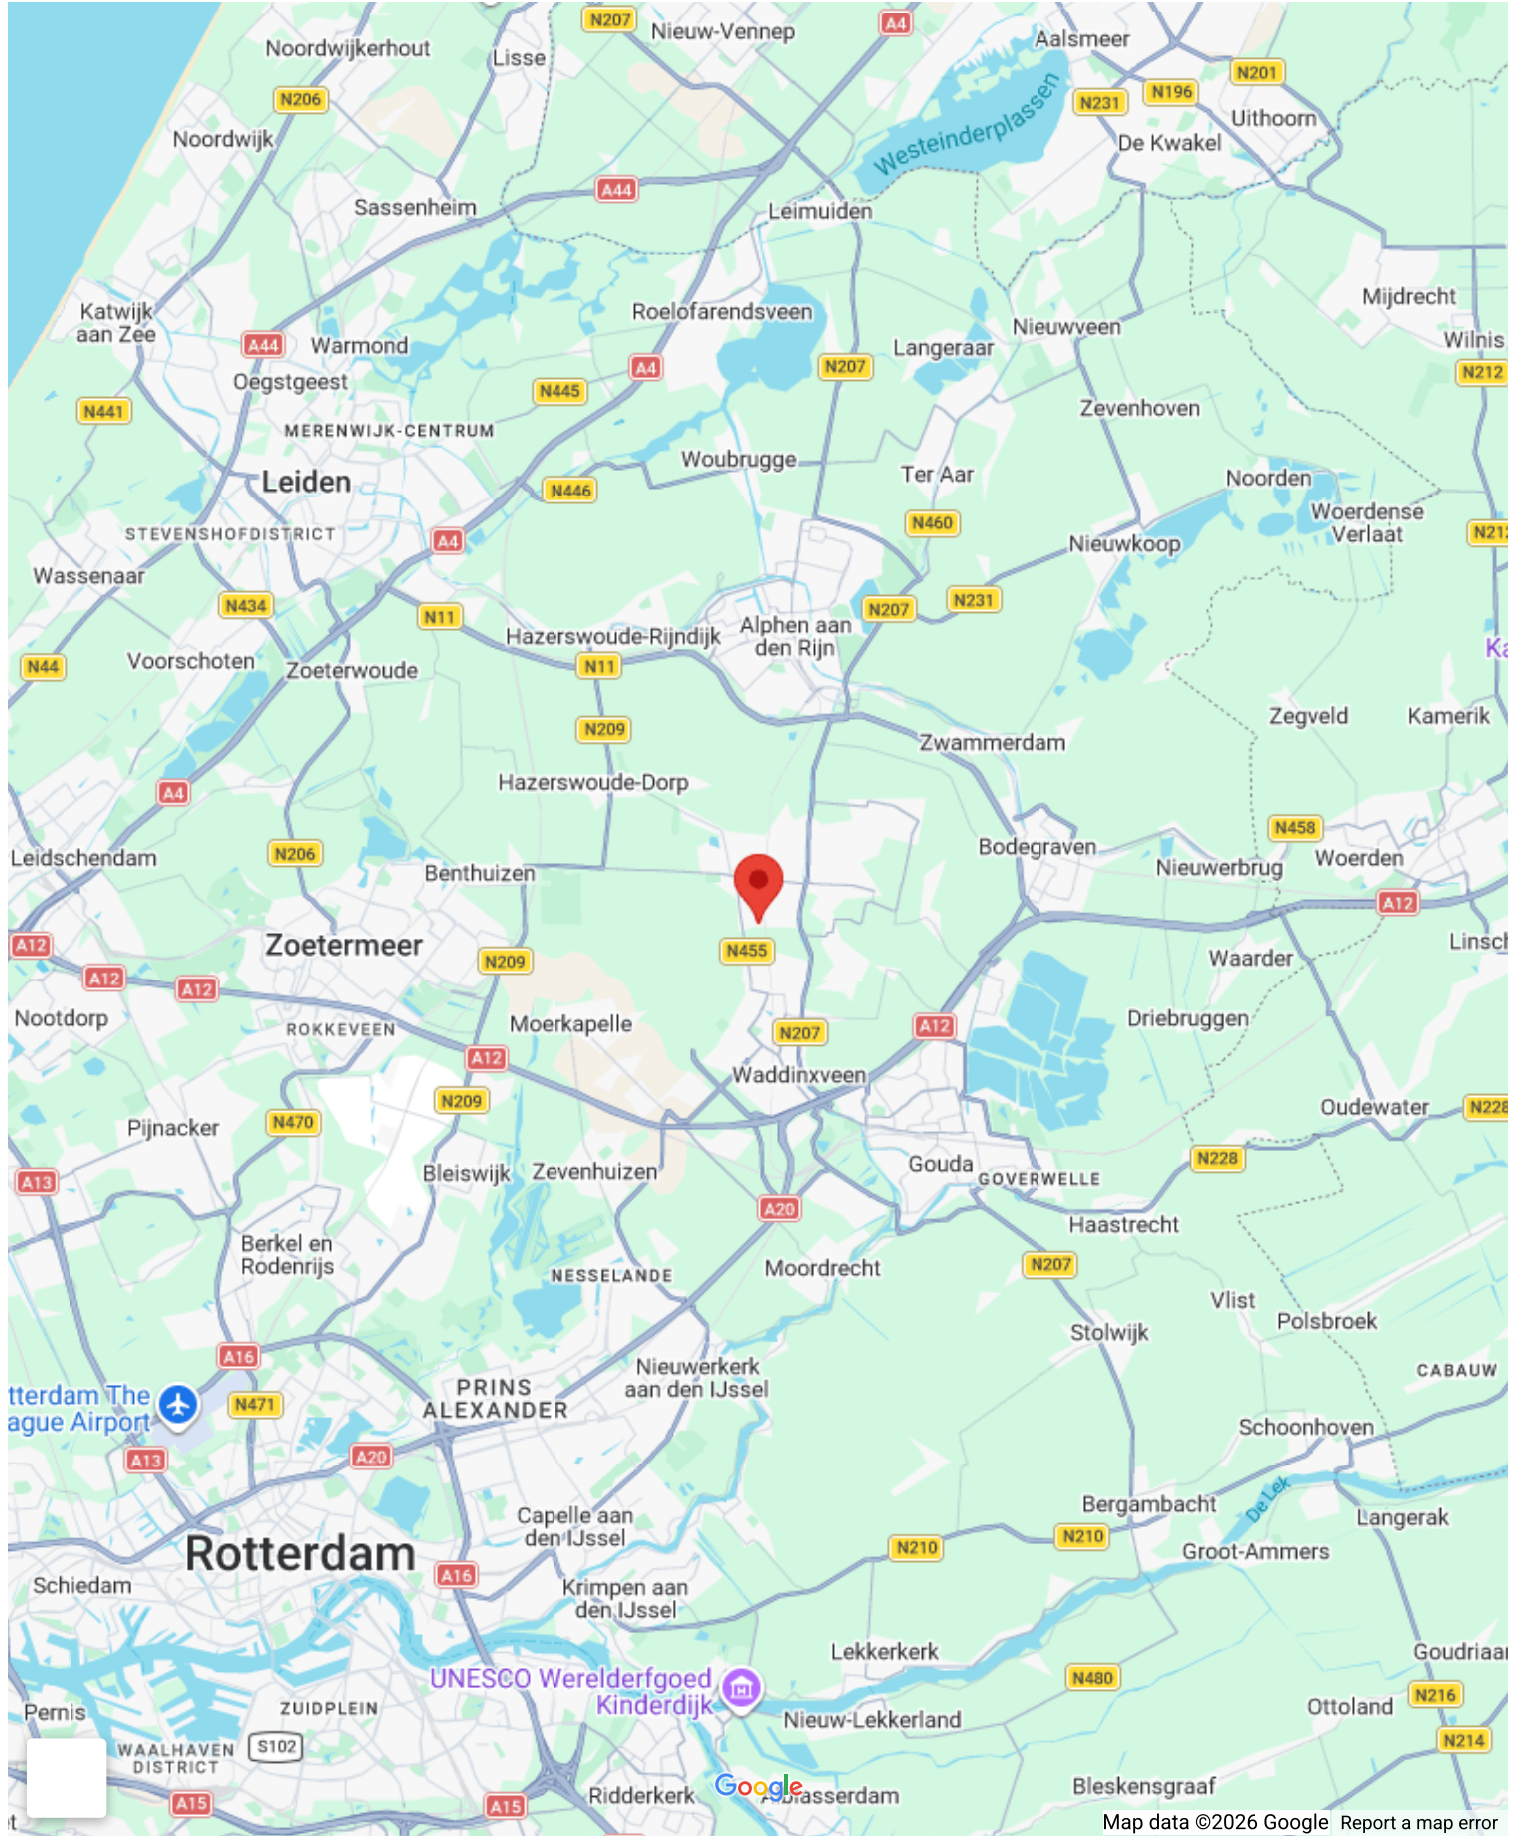 N207
Nieuw-Vennep
A4
Aalsmeer
Noordwijkerhout
Lisse
N201
N206
N231
N196
Westeinderplassen
Uithoorn
Noordwijk
De Kwakel
A44
Sassenheim
Leimuiden
Katwijk
aan Zee
Roelofarendsveen
Mijdrecht
Nieuwveen
A44
Warmond
Langeraar
Wilnis
A4
N207
N212
Oegstgeest
N445
N441
Zevenhoven
MERENWIJK-CENTRUM
Woubrugge
Leiden
N446
Ter Aar
Noorden
Woerdense
Verlaat
STEVENSHOFDISTRICT
A4
N460
N212
Nieuwkoop
Wassenaar
N434
N11
N207
N231
Hazerswoude-Rijndijk
Alphen aan
den Rijn
Ka
N44
Voorschoten
Zoeterwoude
N11
N209
Zegveld
Kamerik
Zwammerdam
Hazerswoude-Dorp
A4
N458
Leidschendam
N206
Benthuizen
Bodegraven
Nieuwerbrug
Woerden
A12
Zoetermeer
A12
N209
N455
Waarder
Linsch
A12
A12
Nootdorp
ROKKEVEEN
Moerkapelle
N207
A12
Driebruggen
A12
Waddinxveen
N209
Pijnacker
N470
Oudewater
N228
A13
Bleiswijk
Zevenhuizen
Gouda
GOVERWELLE
N228
A20
Haastrecht
Berkel en
Rodenrijs
NESSELANDE
Moordrecht
N207
Vlist
Polsbroek
Stolwijk
A16
Nieuwerkerk
aan den IJssel
CABAUW
tterdam The
ague Airport
N471
PRINS
ALEXANDER
Schoonhoven
A13
A20
De Lek
Bergambacht
Langerak
Capelle aan
den IJssel
N210
N210
Rotterdam
Groot-Ammers
Schiedam
A16
Krimpen aan
den IJssel
Lekkerkerk
Goudriaan
UNESCO Werelderfgoed
Kinderdijk
N480
N216
Pernis
ZUIDPLEIN
Nieuw-Lekkerland
Ottoland
S102
WAALHAVEN
DISTRICT
N214
Google
Bleskensgraaf
A15
A15
Ridderkerk
Alblasserdam
Map data ©2026 Google
Report a map error